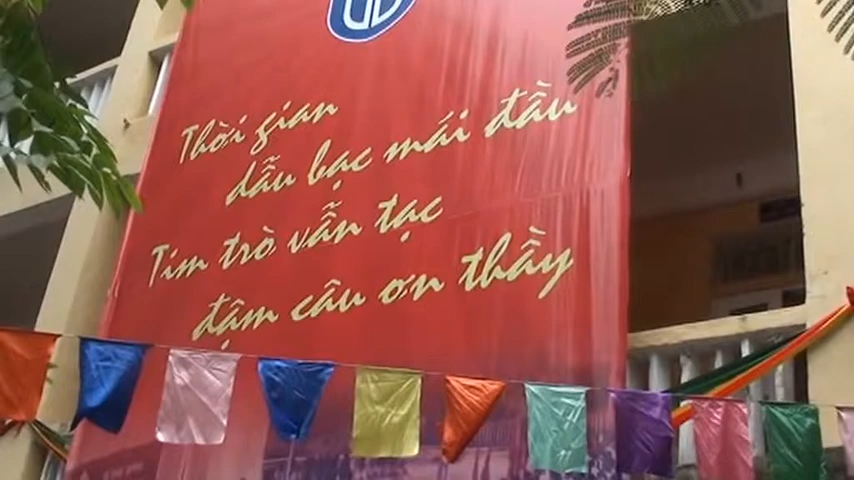 Thời gian
dẫu bạc mái đầu
Tim trò vẫn tạc
đậm câu ơn thầy